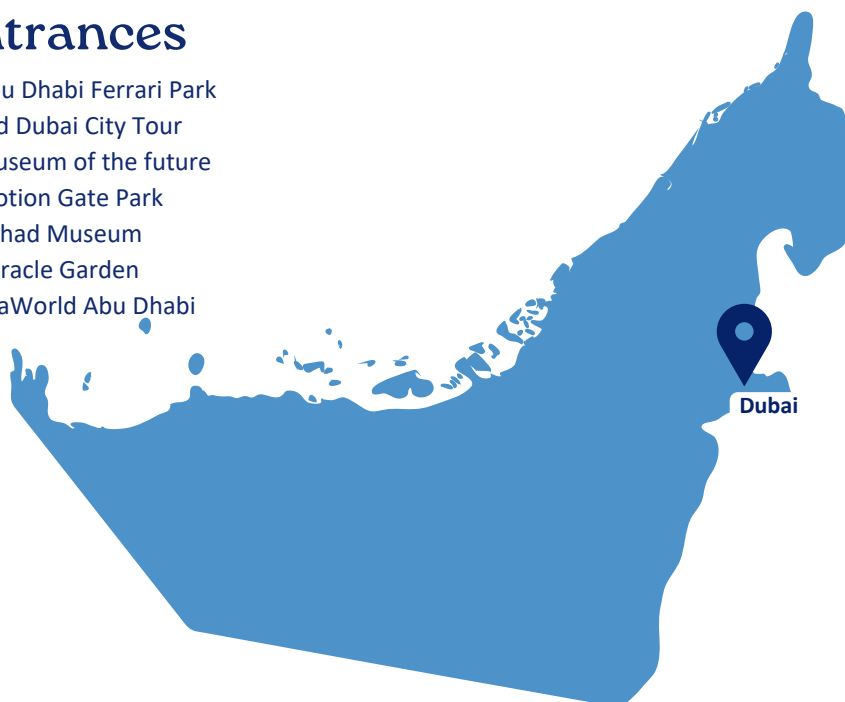 ntrances
u Dhabi Ferrari Park
d Dubai City Tour
useum of the future
otion Gate Park
had Museum
racle Garden
aWorld Abu Dhabi
Dubai